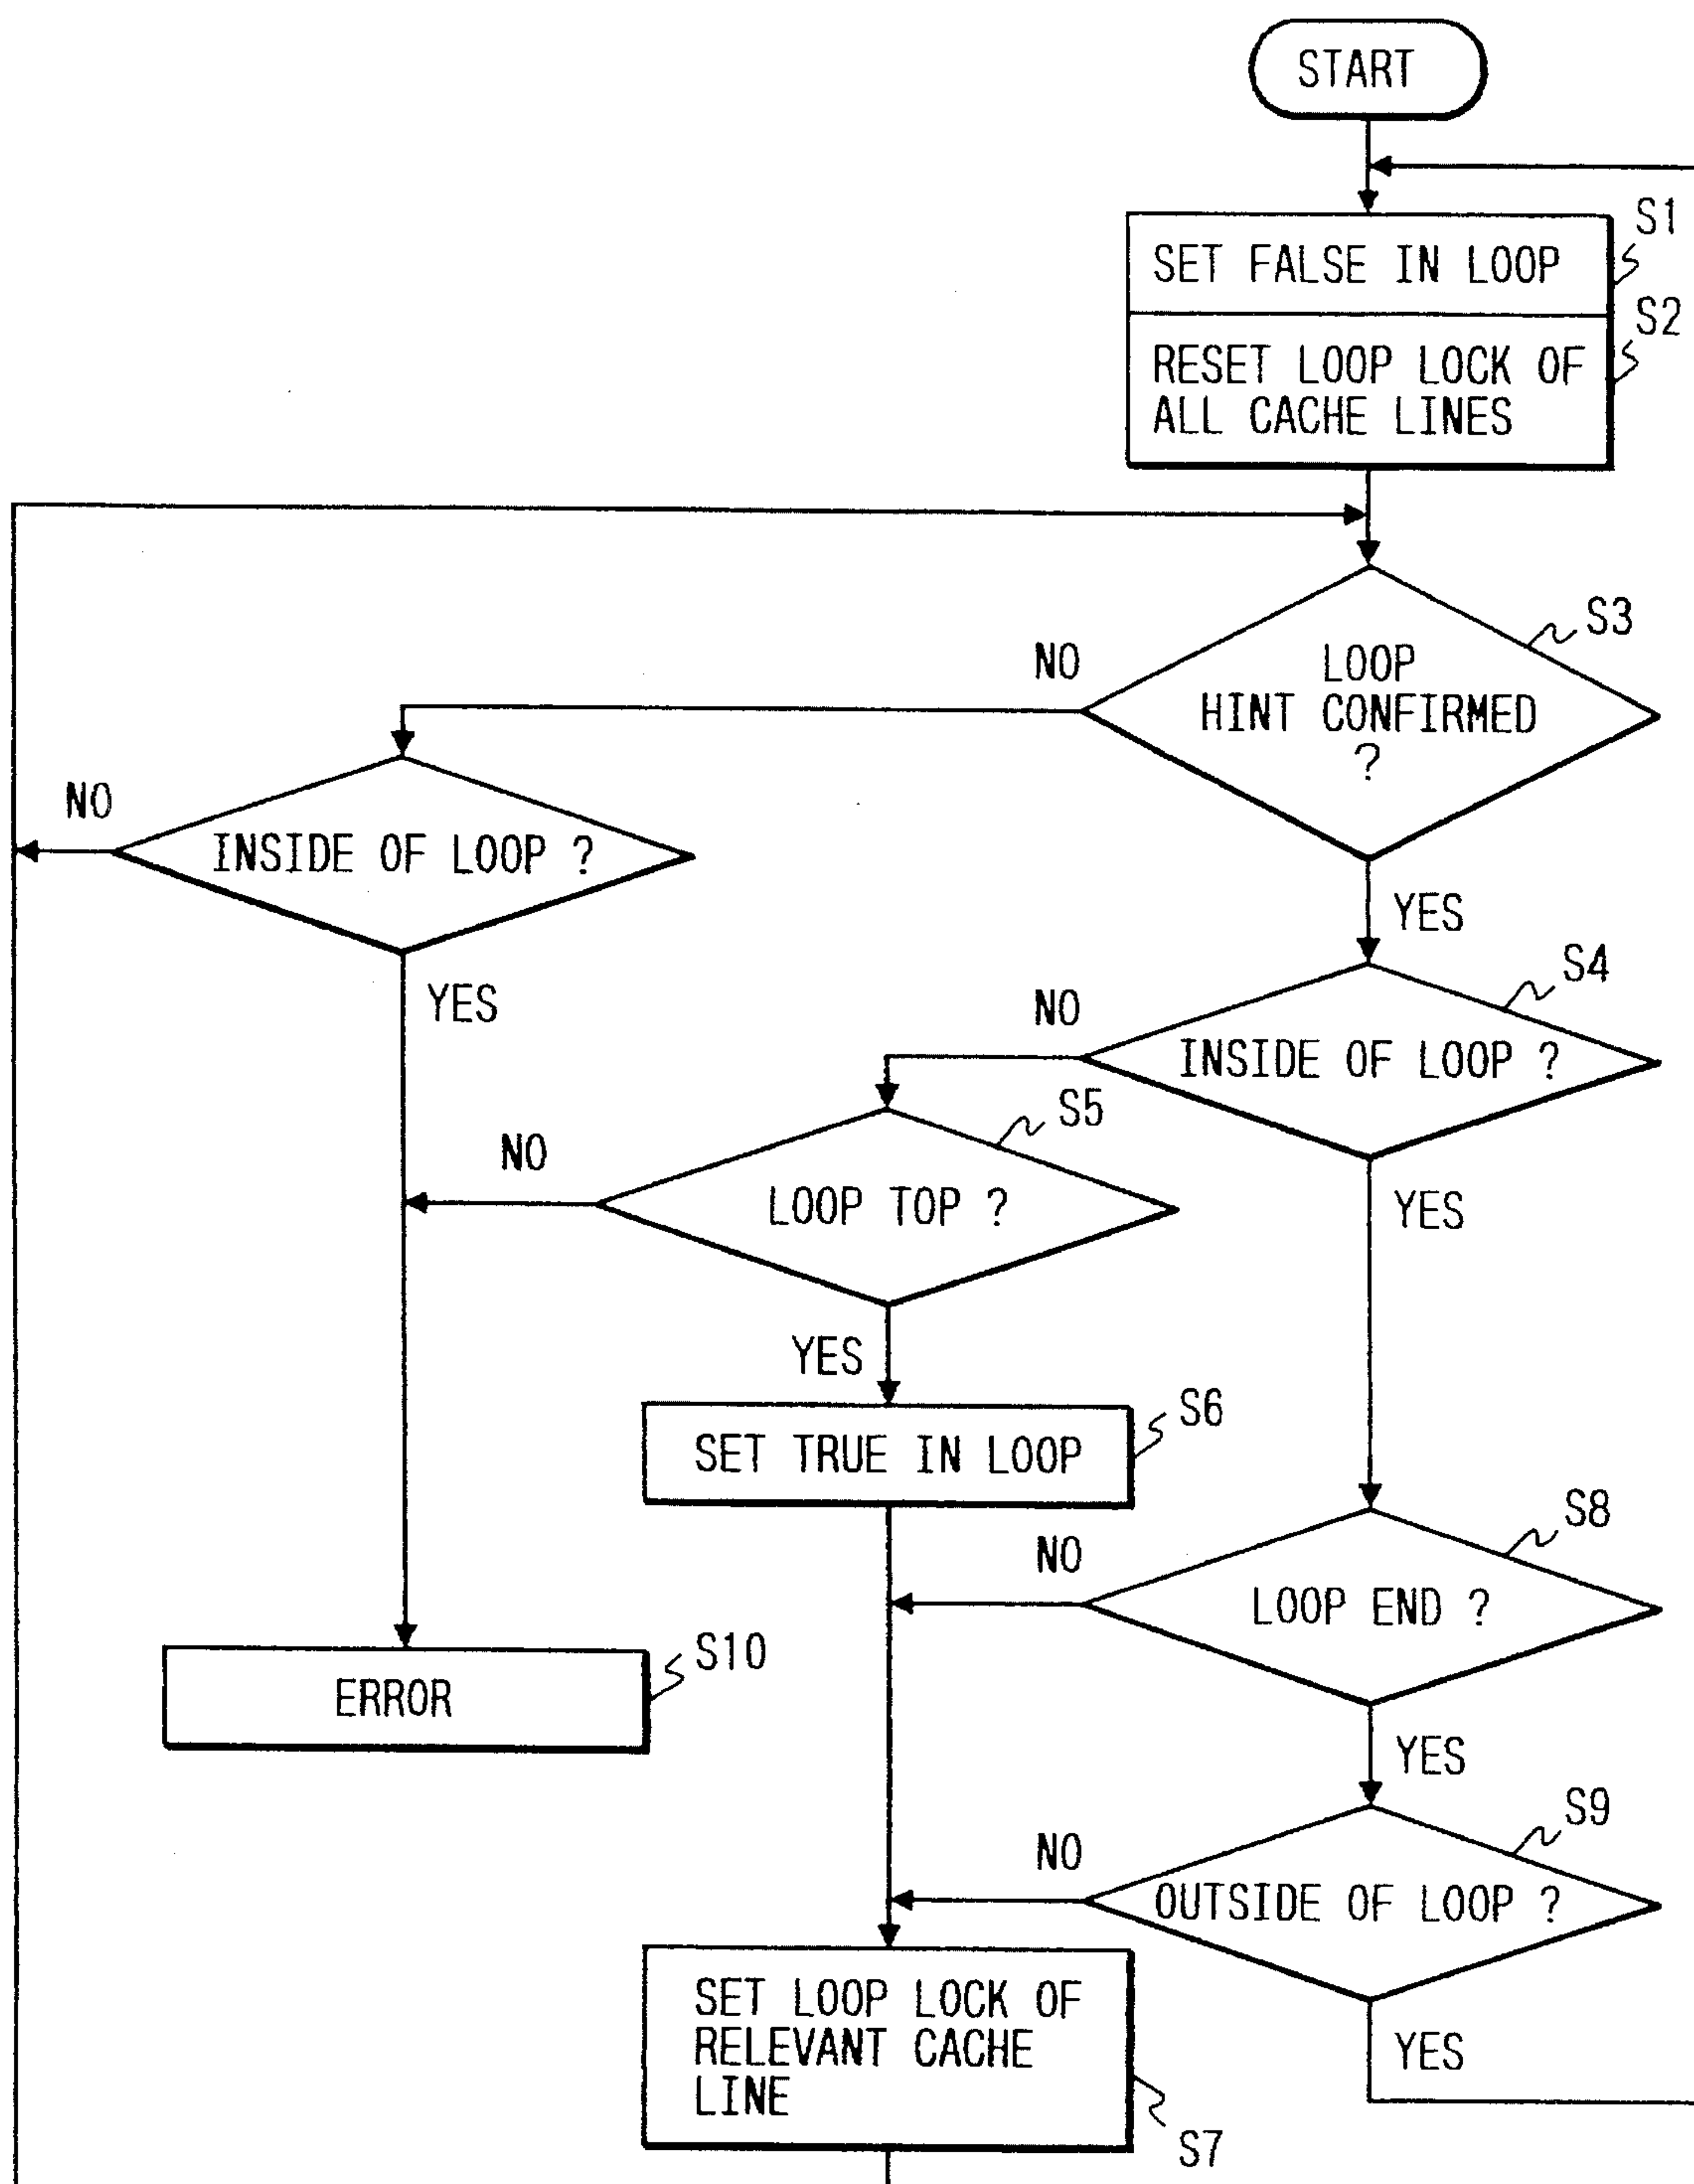 START
S1
SET FALSE IN LOOP
S2
RESET LOOP LOCK OF
ALL CACHE LINES
S3
NO
LOOP
HINT CONFIRMED
?
NO
INSIDE OF LOOP ?
YES
YES
S4
NO
INSIDE OF LOOP ?
S5
NO
LOOP TOP ?
YES
YES
S6
SET TRUE IN LOOP
S8
NO
LOOP END ?
S10
ERROR
YES
S9
NO
OUTSIDE OF LOOP ?
SET LOOP LOCK OF
RELEVANT CACHE
LINE
YES
S7